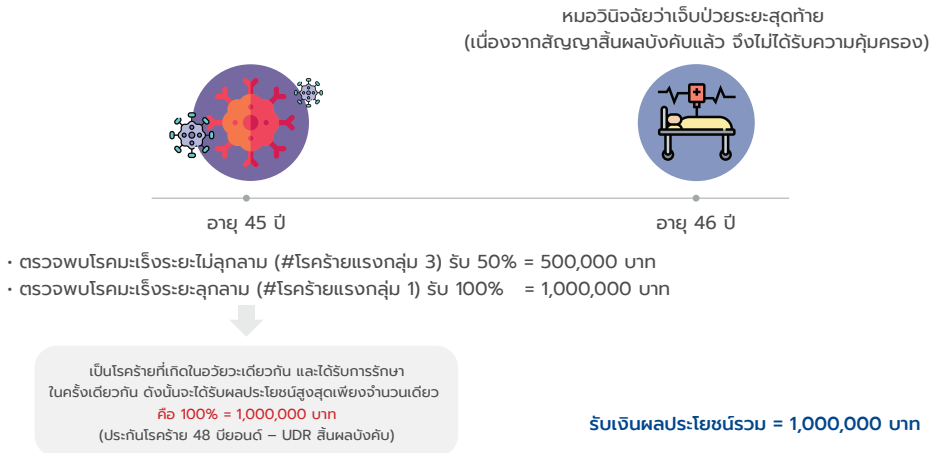 หมอวินิจฉัยว่าเจ็บป่วยระยะสุดท้าย
(เนื่องจากสัญญาสิ้นผลบังคับแล้ว จึงไม่ได้รับความคุ้มครอง)
อายุ 45 ปี
อายุ 46 ปี
• ตรวจพบโรคมะเร็งระยะไม่ลุกลาม (#โรคร้ายแรงกลุ่ม 3) รับ 50% = 500,000 บาท
• ตรวจพบโรคมะเร็งระยะลุกลาม (#โรคร้ายแรงกลุ่ม 1) รับ 100% = 1,000,000 บาท
เป็นโรคร้ายที่เกิดในอวัยวะเดียวกัน และได้รับการรักษา
ในครั้งเดียวกัน ดังนั้นจะได้รับผลประโยชน์สูงสุดเพียงจำนวนเดียว
คือ 100% = 1,000,000 บาท
(ประกันโรคร้าย 48 บียอนด์ – UDR สิ้นผลบังคับ)
รับเงินผลประโยชน์รวม = 1,000,000 บาท